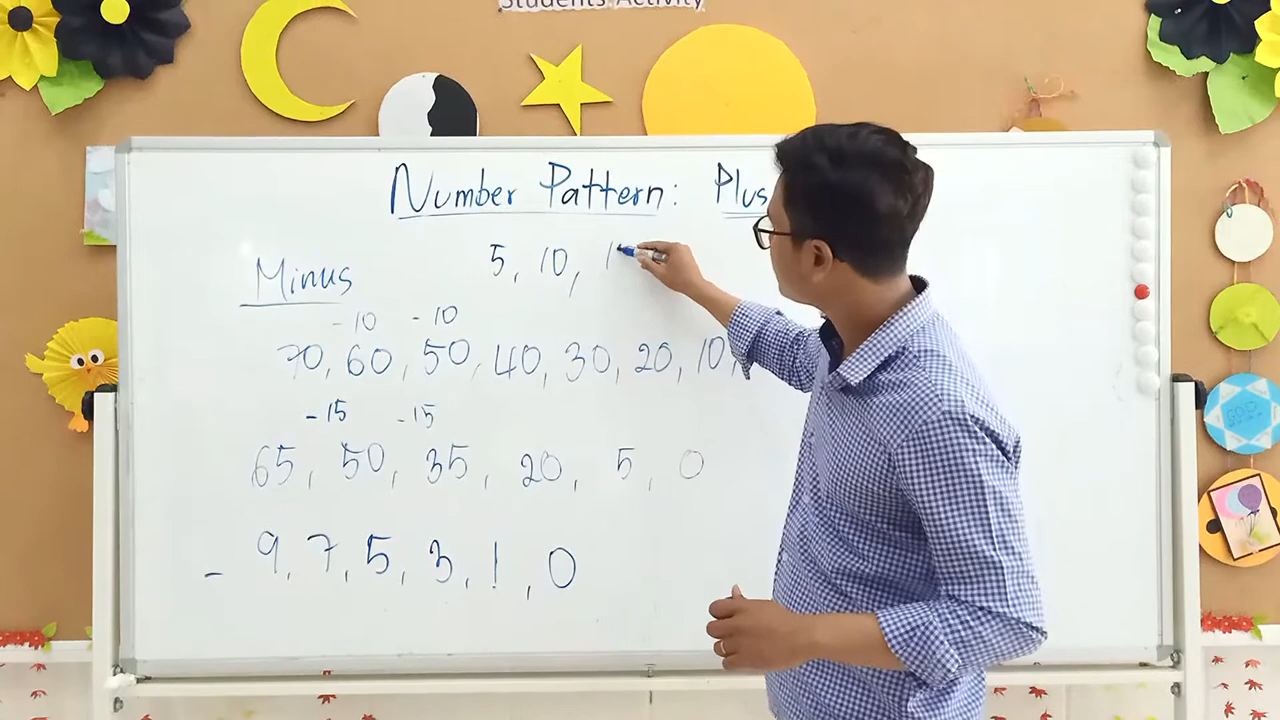 Students Activity
Number Pattern: Plus
5, 10, 1
Minus
-10 -10
70, 60, 50, 40, 30, 20, 10,
-15 -15
65, 50, 35, 20, 5, 0
- 9, 7, 5, 3, 1, 0